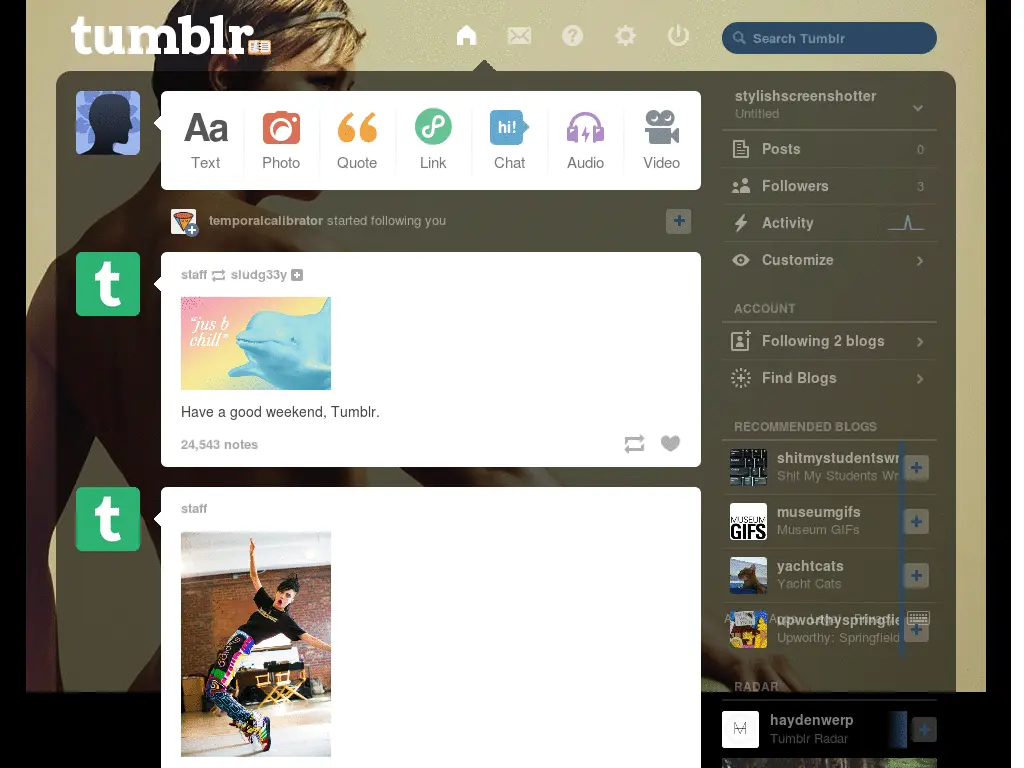 tumblr
Search Tumblr
Aa
hi!
Text
Photo
Quote
Link
Chat
Audio
Video
temporalcalibrator started following you
t
staff sludg33y
"jus b
chill"
Have a good weekend, Tumblr.
24,543 notes
t
staff
adidas
stylishscreenshotter
Untitled
Posts 0
Followers 3
Activity
Customize
ACCOUNT
Following 2 blogs
Find Blogs
RECOMMENDED BLOGS
shitmystudentswr
Shit My Students Wr
museumgifs
Museum GIFs
MUSEUM
GIFS
yachtcats
Yacht Cats
upworthyspringfie
Upworthy: Springfield
RADAR
haydenwerp
Tumblr Radar